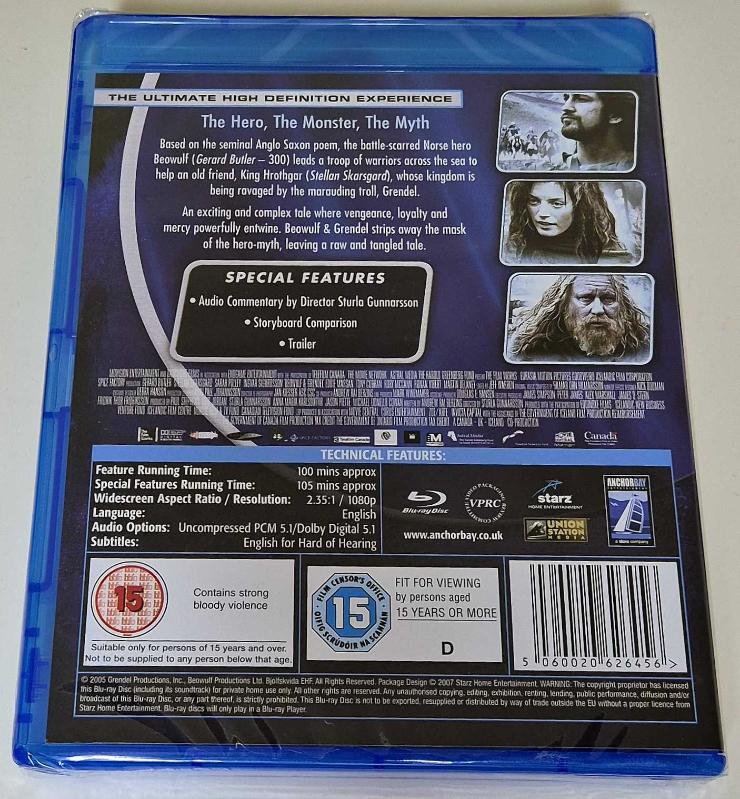 THE ULTIMATE HIGH DEFINITION EXPERIENCE
The Hero, The Monster, The Myth
Based on the seminal Anglo Saxon poem, the battle-scarred Norse hero
Beowulf (Gerard Butler – 300) leads a troop of warriors across the sea to
help an old friend, King Hrothgar (Stellan Skarsgard), whose kingdom is
being ravaged by the marauding troll, Grendel.
An exciting and complex tale where vengeance, loyalty and
mercy powerfully entwine. Beowulf & Grendel strips away the mask
of the hero-myth, leaving a raw and tangled tale.
SPECIAL FEATURES
• Audio Commentary by Director Sturla Gunnarsson
• Storyboard Comparison
• Trailer
Canada
TECHNICAL FEATURES:
Feature Running Time: 100 mins approx
Special Features Running Time: 105 mins approx
Widescreen Aspect Ratio / Resolution: 2.35:1 / 1080p
Language: English
Audio Options: Uncompressed PCM 5.1/Dolby Digital 5.1
Subtitles: English for Hard of Hearing
Blu-ray Disc
VIDEO PACKAGING REVIEW COMMITTEE
VPRC
starz
HOME ENTERTAINMENT
UNION STATION
MEDIA
ANCHOR BAY
ENTERTAINMENT
a starz company
www.anchorbay.co.uk
15
Contains strong
bloody violence
Suitable only for persons of 15 years and over.
Not to be supplied to any person below that age.
FILM CENSOR'S OFFICE
15
OIFIG SCRÚDÓIR NA SCANNÁN
FIT FOR VIEWING
by persons aged
15 YEARS OR MORE
D
5 060020 626456 >
© 2005 Grendel Productions, Inc., Beowulf Productions Ltd. Bjolfskvida EHF. All Rights Reserved. Package Design © 2007 Starz Home Entertainment. WARNING: The copyright proprietor has licensed
this Blu-ray Disc (including its soundtrack) for private home use only. All other rights are reserved. Any unauthorised copying, editing, exhibition, renting, lending, public performance, diffusion and/or
broadcast of this Blu-ray Disc, or any part thereof, is strictly prohibited. This Blu-ray Disc is not to be exported, resupplied or distributed by way of trade outside the EU without a proper licence from
Starz Home Entertainment. Blu-ray discs will only play in a Blu-ray Player.